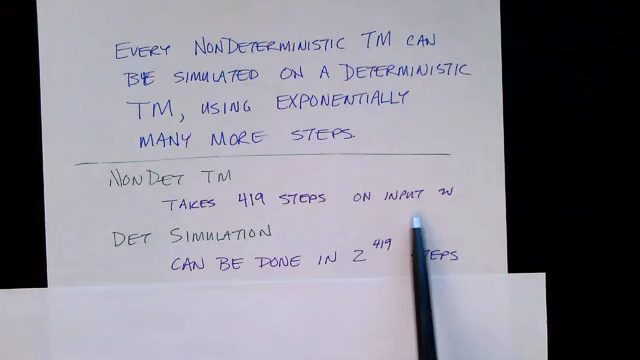 EVERY NONDETERMINISTIC TM CAN
BE SIMULATED ON A DETERMINISTIC
TM, USING EXPONENTIALLY
MANY MORE STEPS.
NONDET TM
TAKES 419 STEPS ON INPUT W
DET SIMULATION
CAN BE DONE IN 2^419 STEPS